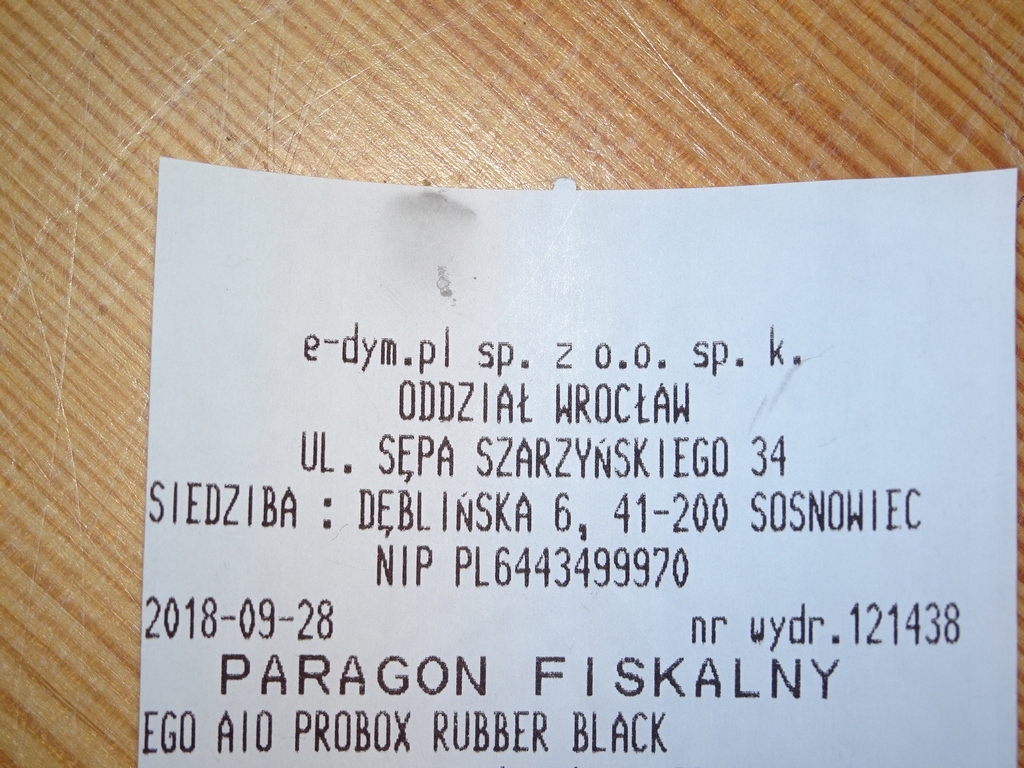 e-dym.pl sp. z o.o. sp. k.
ODDZIAŁ WROCŁAW
UL. SĘPA SZARZYŃSKIEGO 34
SIEDZIBA : DĘBLIŃSKA 6, 41-200 SOSNOWIEC
NIP PL6443499970
2018-09-28 nr wydr.121438
PARAGON FISKALNY
EGO AIO PROBOX RUBBER BLACK